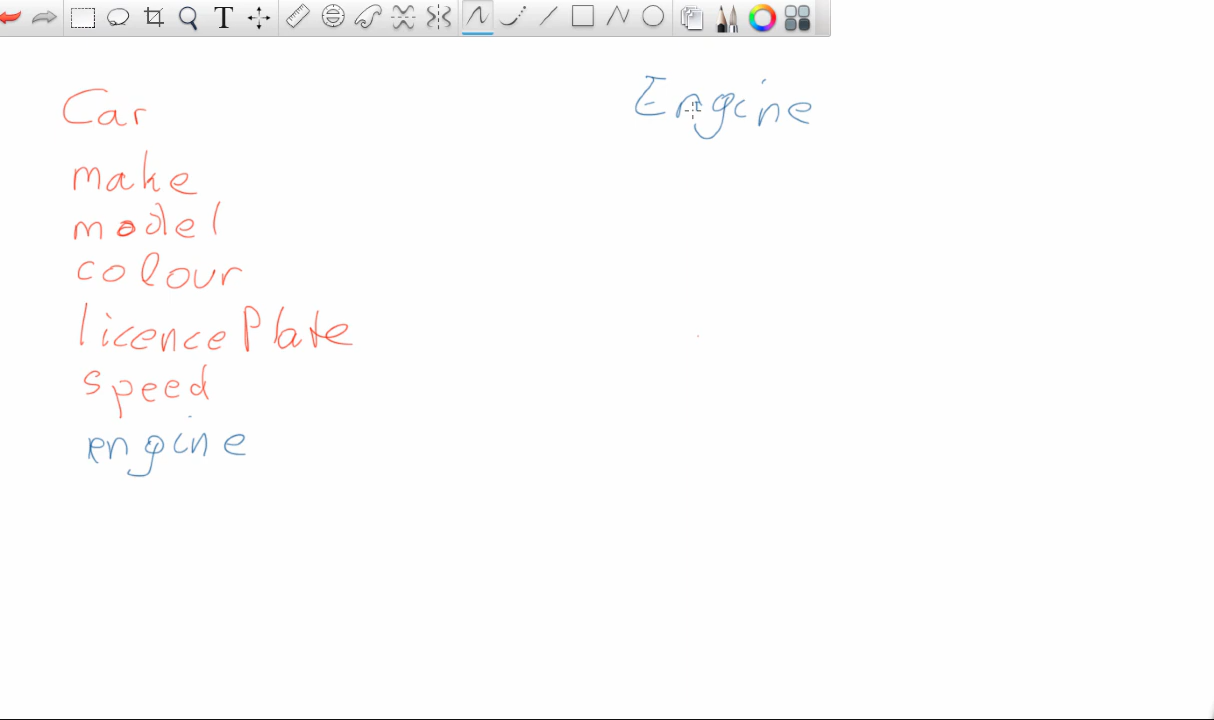 Car
make
model
colour
licencePlate
speed
engine
Engine